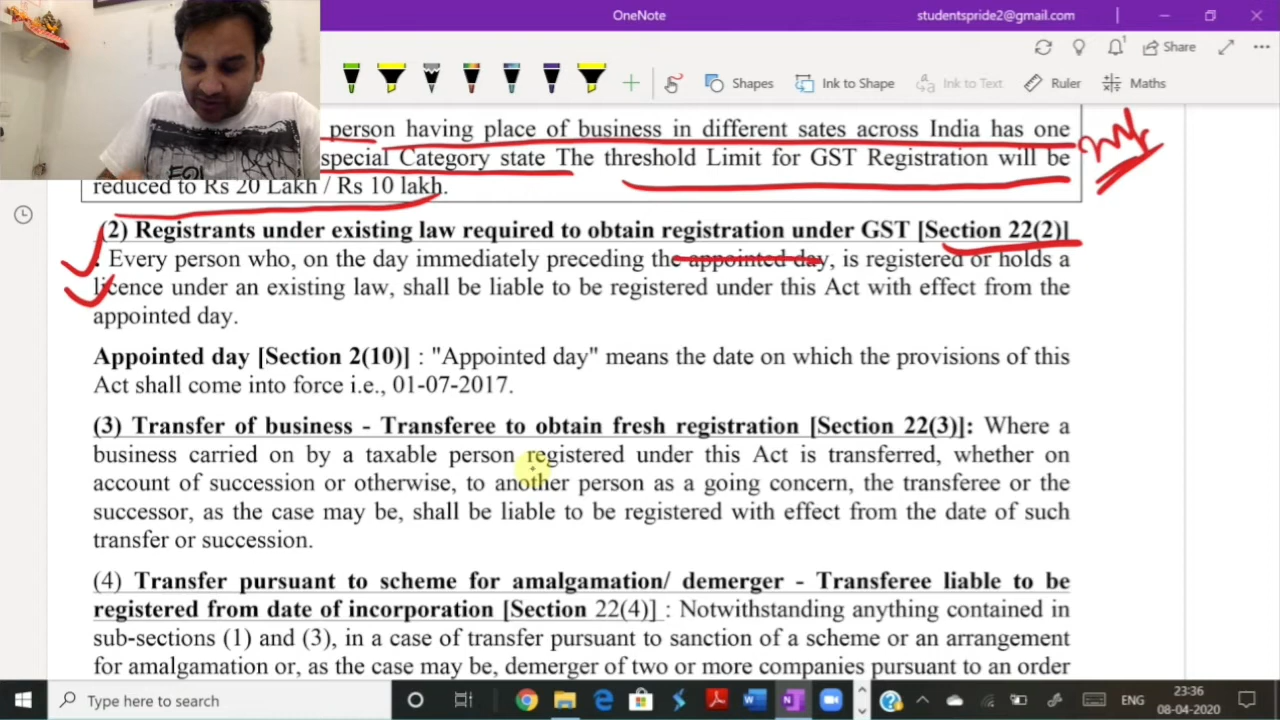 OneNote
studentspride2@gmail.com
Share
Shapes
Ink to Shape
Ink to Text
Ruler
Maths
person having place of business in different sates across India has one
special Category state The threshold Limit for GST Registration will be
reduced to Rs 20 Lakh / Rs 10 lakh.
(2) Registrants under existing law required to obtain registration under GST [Section 22(2)]
. Every person who, on the day immediately preceding the appointed day, is registered or holds a
licence under an existing law, shall be liable to be registered under this Act with effect from the
appointed day.
Appointed day [Section 2(10)] : "Appointed day" means the date on which the provisions of this
Act shall come into force i.e., 01-07-2017.
(3) Transfer of business - Transferee to obtain fresh registration [Section 22(3)]: Where a
business carried on by a taxable person registered under this Act is transferred, whether on
account of succession or otherwise, to another person as a going concern, the transferee or the
successor, as the case may be, shall be liable to be registered with effect from the date of such
transfer or succession.
(4) Transfer pursuant to scheme for amalgamation/ demerger - Transferee liable to be
registered from date of incorporation [Section 22(4)] : Notwithstanding anything contained in
sub-sections (1) and (3), in a case of transfer pursuant to sanction of a scheme or an arrangement
for amalgamation or, as the case may be, demerger of two or more companies pursuant to an order
Type here to search
ENG
23:36
08-04-2020